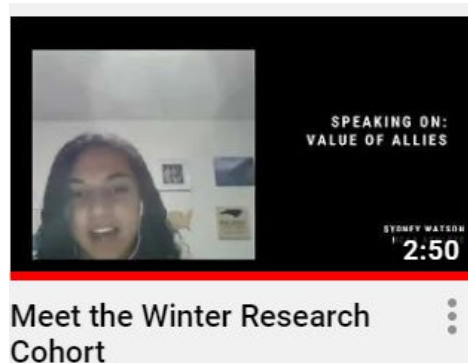 SPEAKING ON:
VALUE OF ALLIES
SYDNEY WATSON
2:50
Meet the Winter Research
Cohort